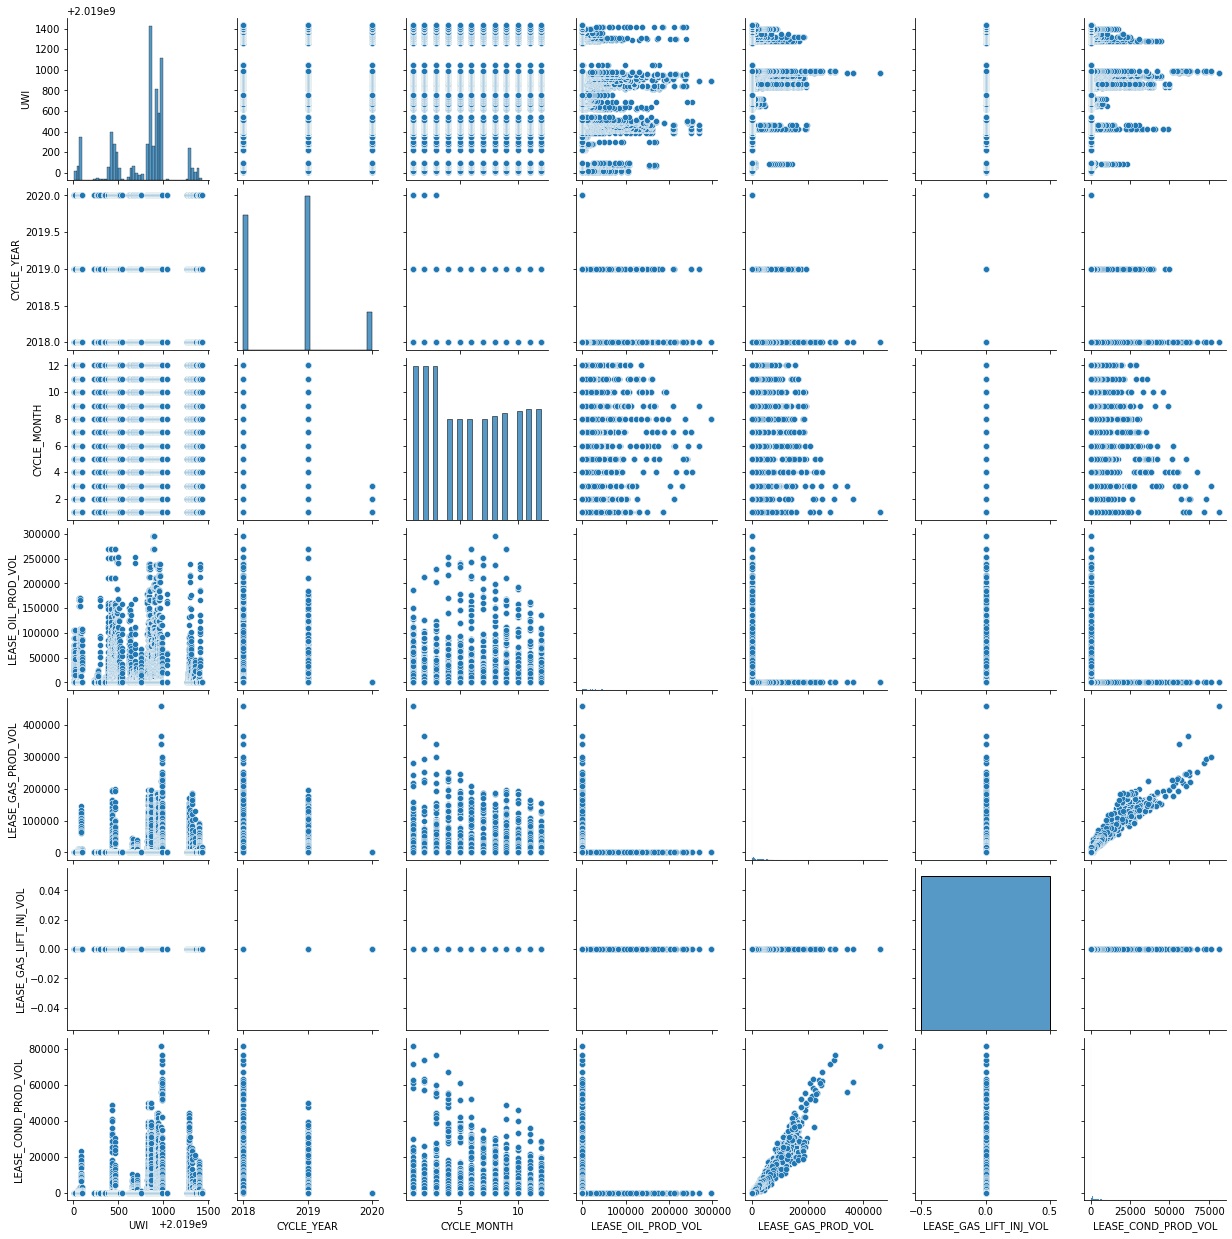 +2.019e9
1400
1200
1000
800
600
400
200
0
UWI
2020.0
2019.5
2019.0
2018.5
2018.0
CYCLE_YEAR
12
10
8
6
4
2
CYCLE_MONTH
300000
250000
200000
150000
100000
50000
0
LEASE_OIL_PROD_VOL
400000
300000
200000
100000
0
LEASE_GAS_PROD_VOL
0.04
0.02
0.00
−0.02
−0.04
LEASE_GAS_LIFT_INJ_VOL
80000
60000
40000
20000
0
LEASE_COND_PROD_VOL
0 500 1000 1500
UWI +2.019e9
2018 2019 2020
CYCLE_YEAR
5 10
CYCLE_MONTH
0 100000 200000 300000
LEASE_OIL_PROD_VOL
0 200000 400000
LEASE_GAS_PROD_VOL
−0.5 0.0 0.5
LEASE_GAS_LIFT_INJ_VOL
0 25000 50000 75000
LEASE_COND_PROD_VOL